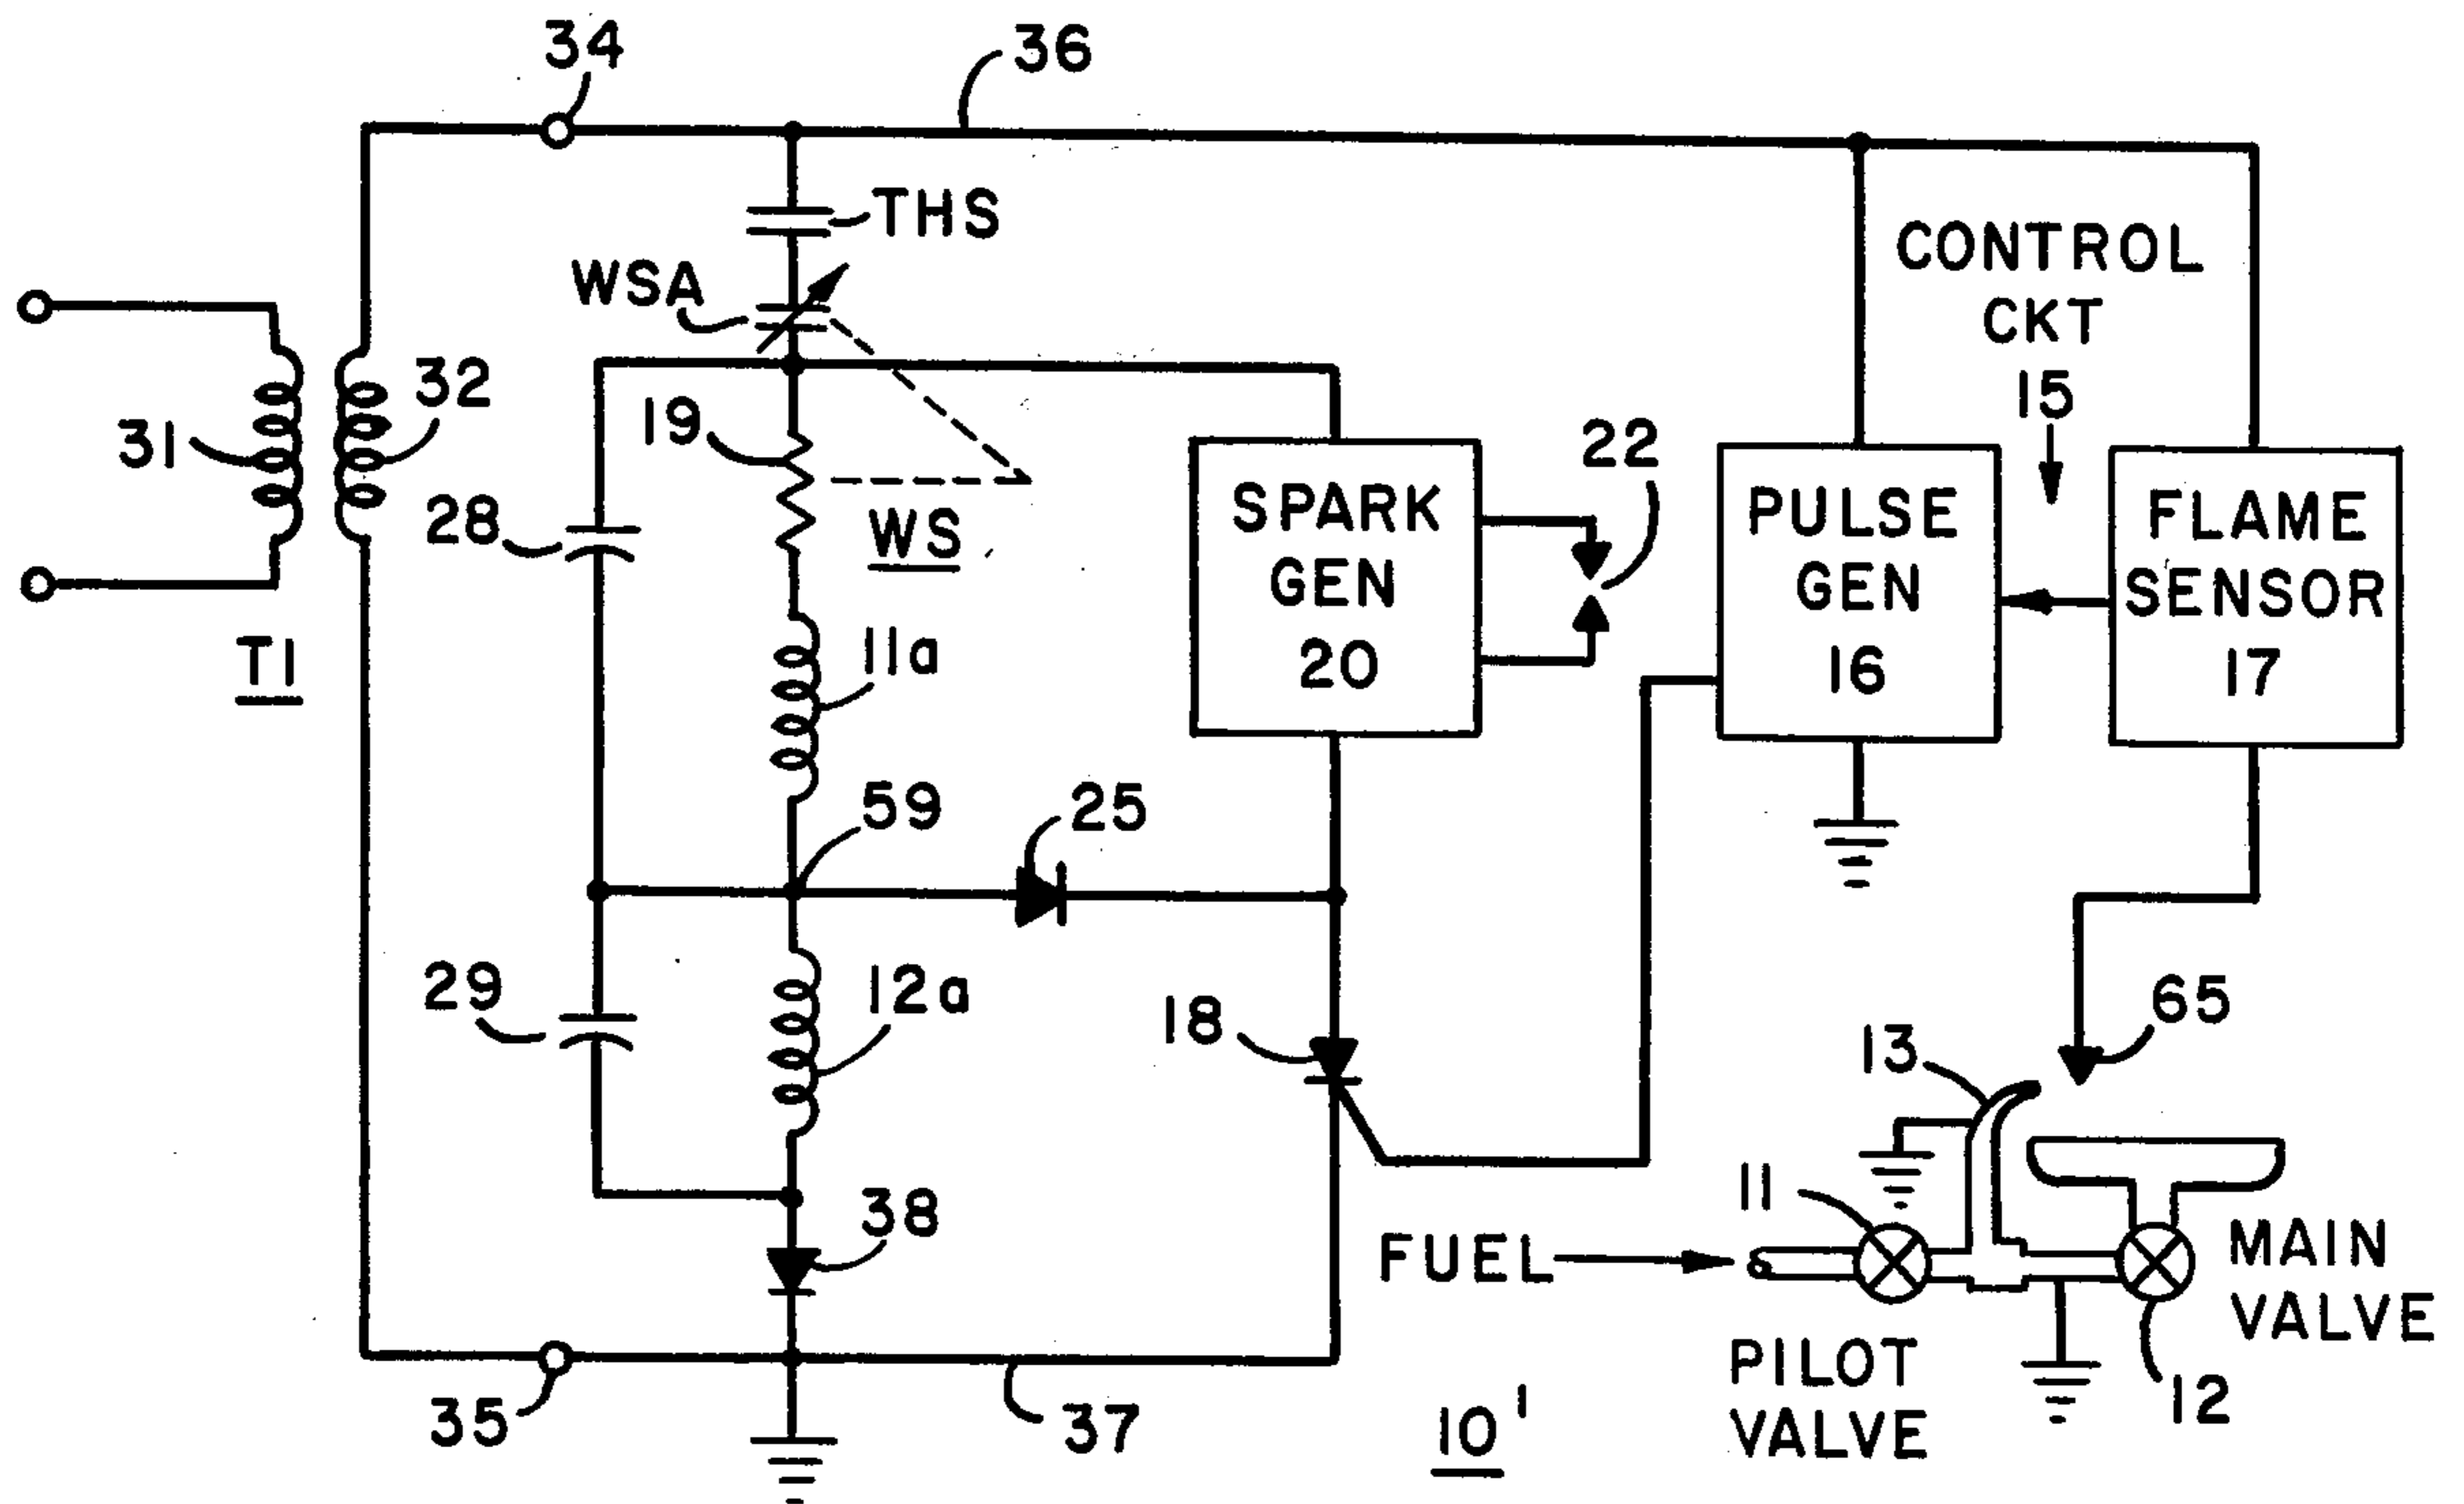 34
36
THS
WSA
CONTROL
CKT
15
31
32
19
22
28
WS
SPARK
GEN
20
PULSE
GEN
16
FLAME
SENSOR
17
T1
11a
59
25
29
12a
18
65
13
38
11
FUEL
MAIN
VALVE
PILOT
VALVE
12
35
37
10'